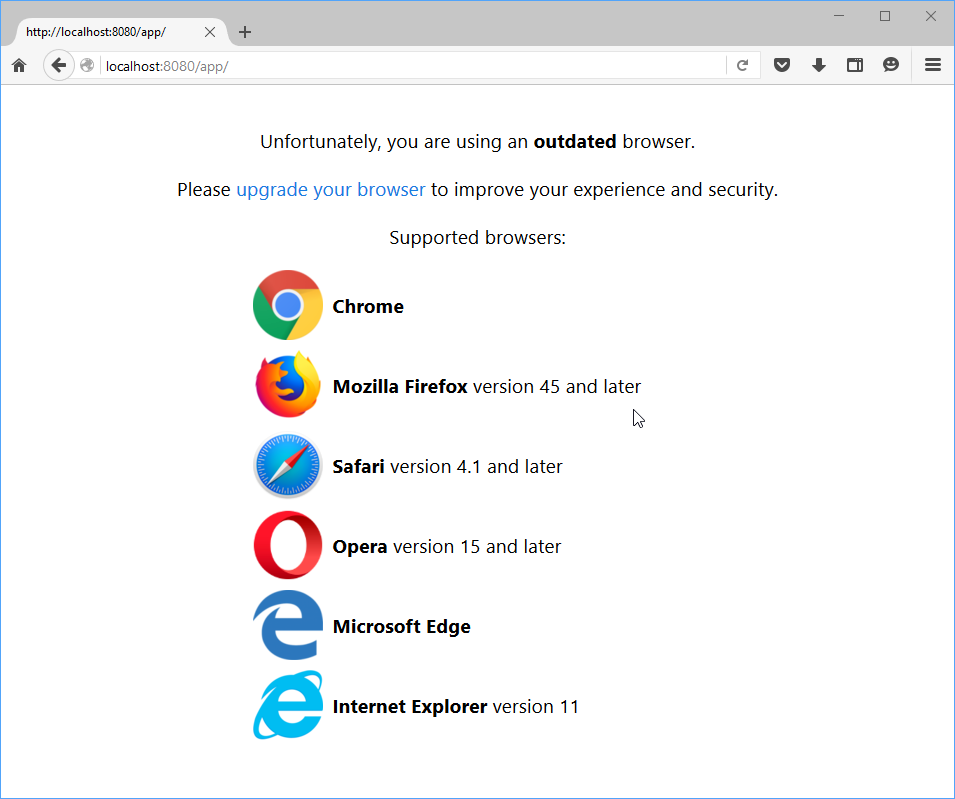 http://localhost:8080/app/
localhost:8080/app/
Unfortunately, you are using an outdated browser.
Please upgrade your browser to improve your experience and security.
Supported browsers:
Chrome
Mozilla Firefox version 45 and later
Safari version 4.1 and later
Opera version 15 and later
Microsoft Edge
Internet Explorer version 11